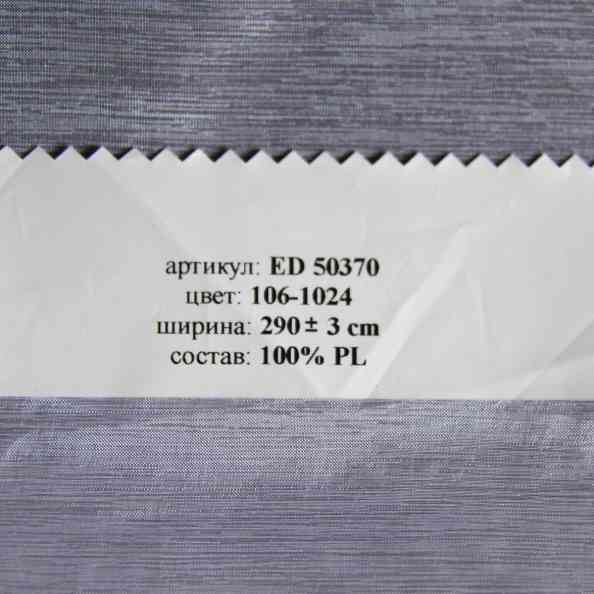 артикул: ED 50370
цвет: 106-1024
ширина: 290 ± 3 cm
состав: 100% PL